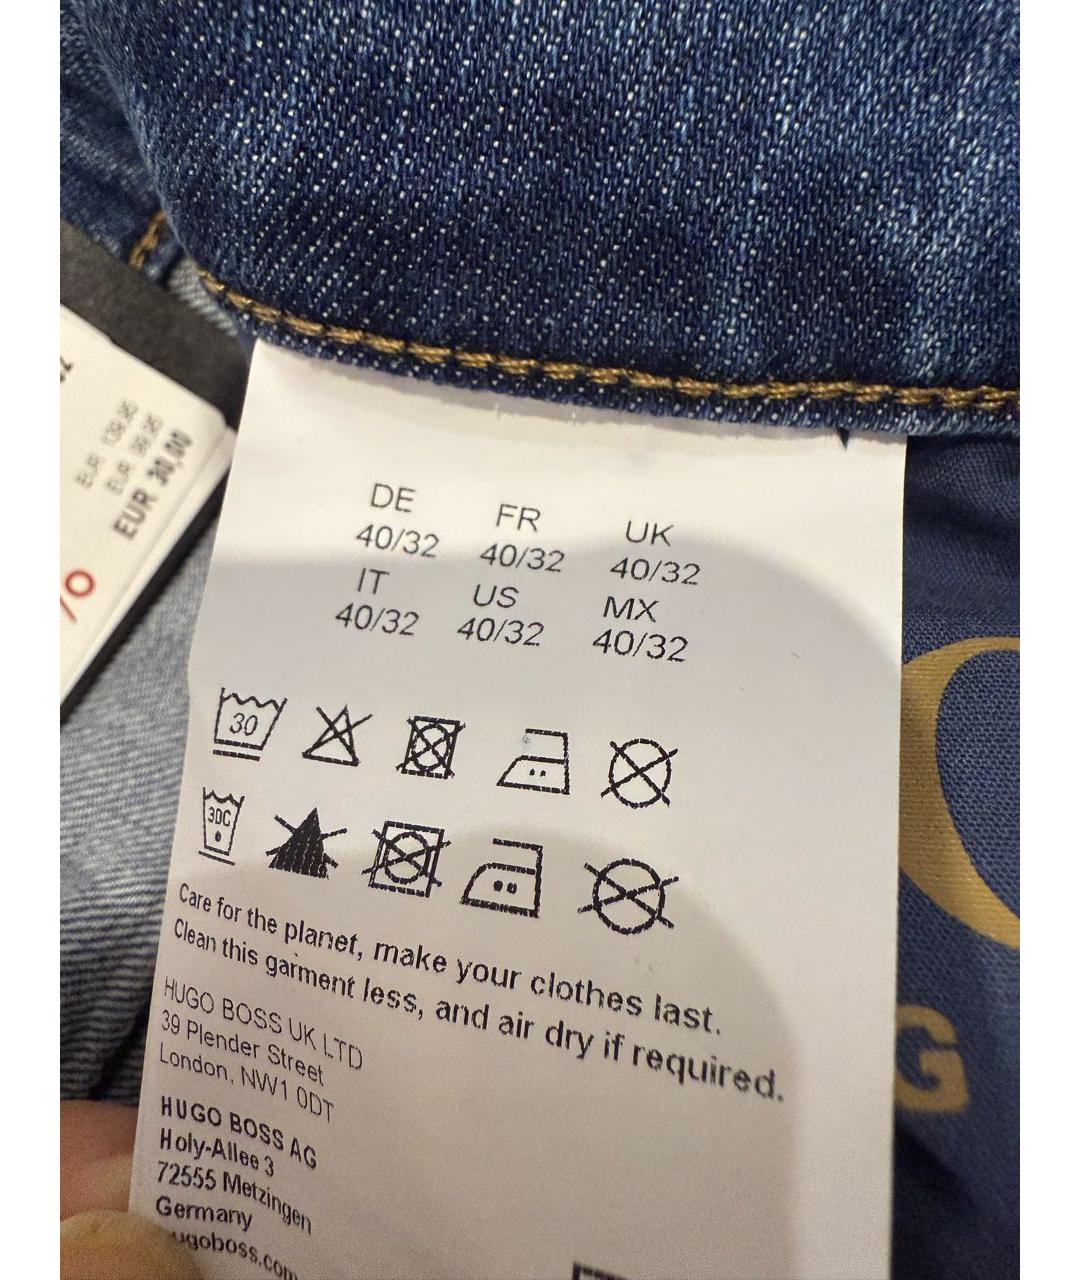 EUR 30,00
DE FR UK
40/32 40/32 40/32
IT US MX
40/32 40/32 40/32
30
Care for the planet, make your clothes last.
Clean this garment less, and air dry if required.
HUGO BOSS UK LTD
39 Plender Street
London, NW1 0DT
HUGO BOSS AG
Holy-Allee 3
72555 Metzingen
Germany
G